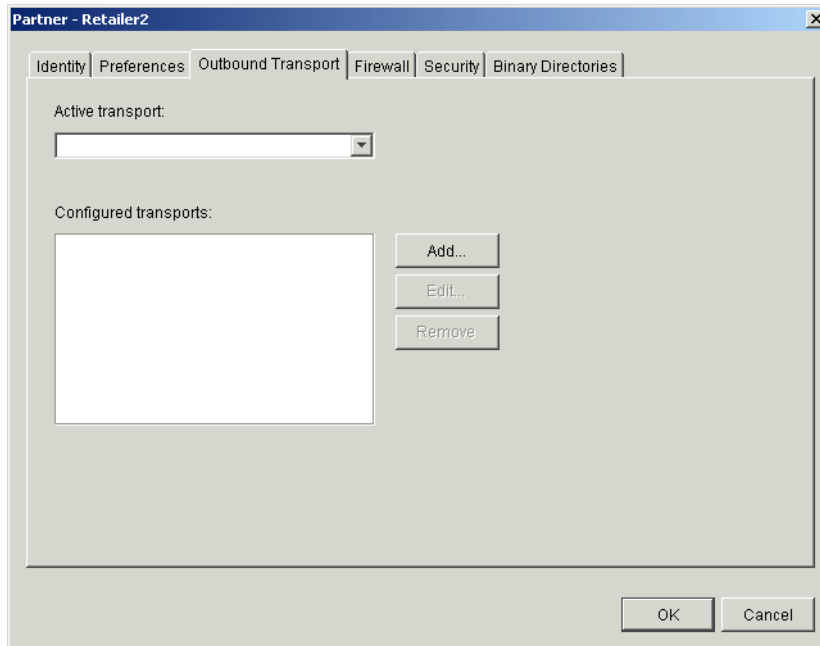 Partner - Retailer2
Identity Preferences Outbound Transport Firewall Security Binary Directories
Active transport:
Configured transports:
Add...
Edit...
Remove
OK Cancel